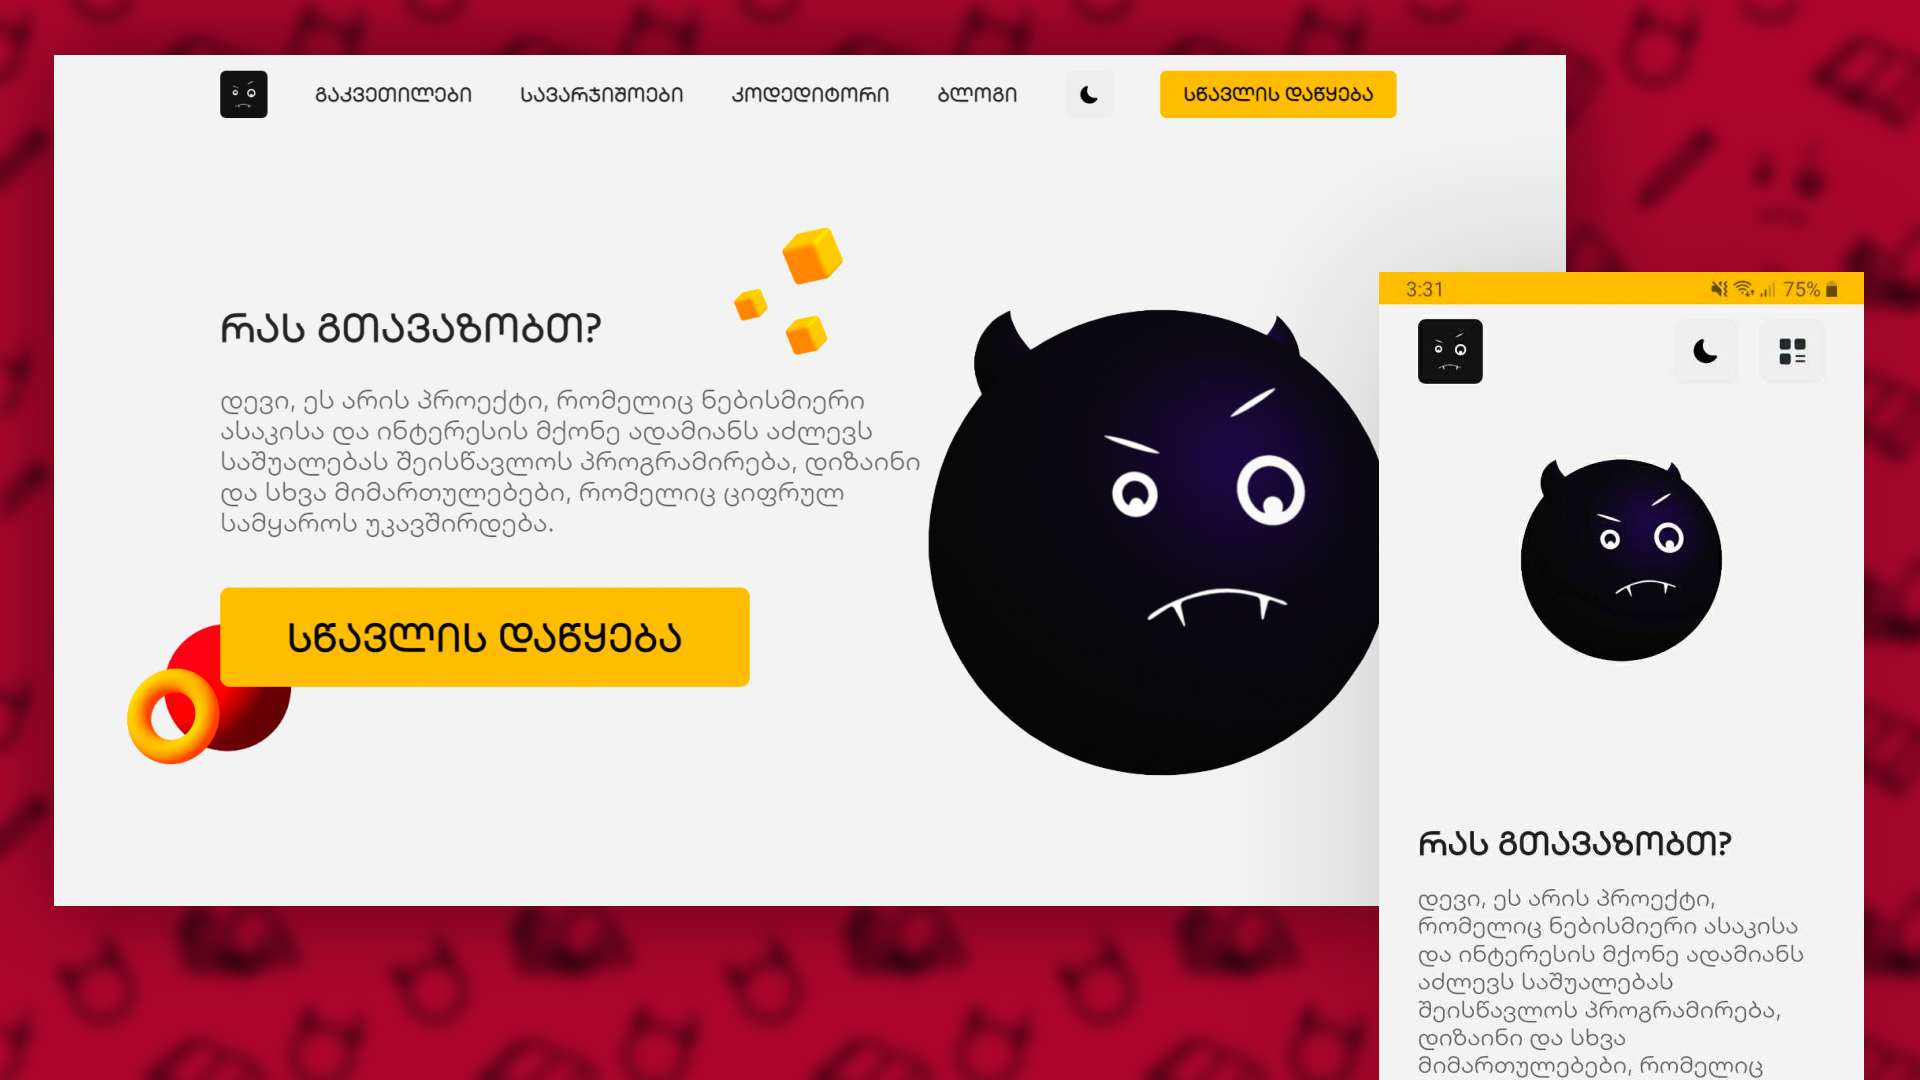 გაკვეთილები
სავარჯიშოები
კოდედიტორი
ბლოგი
სწავლის დაწყება
რას გთავაზობთ?
დევი, ეს არის პროექტი, რომელიც ნებისმიერი
ასაკისა და ინტერესის მქონე ადამიანს აძლევს
საშუალებას შეისწავლოს პროგრამირება, დიზაინი
და სხვა მიმართულებები, რომელიც ციფრულ
სამყაროს უკავშირდება.
სწავლის დაწყება
3:31
75%
რას გთავაზობთ?
დევი, ეს არის პროექტი,
რომელიც ნებისმიერი ასაკისა
და ინტერესის მქონე ადამიანს
აძლევს საშუალებას
შეისწავლოს პროგრამირება,
დიზაინი და სხვა
მიმართულებები, რომელიც